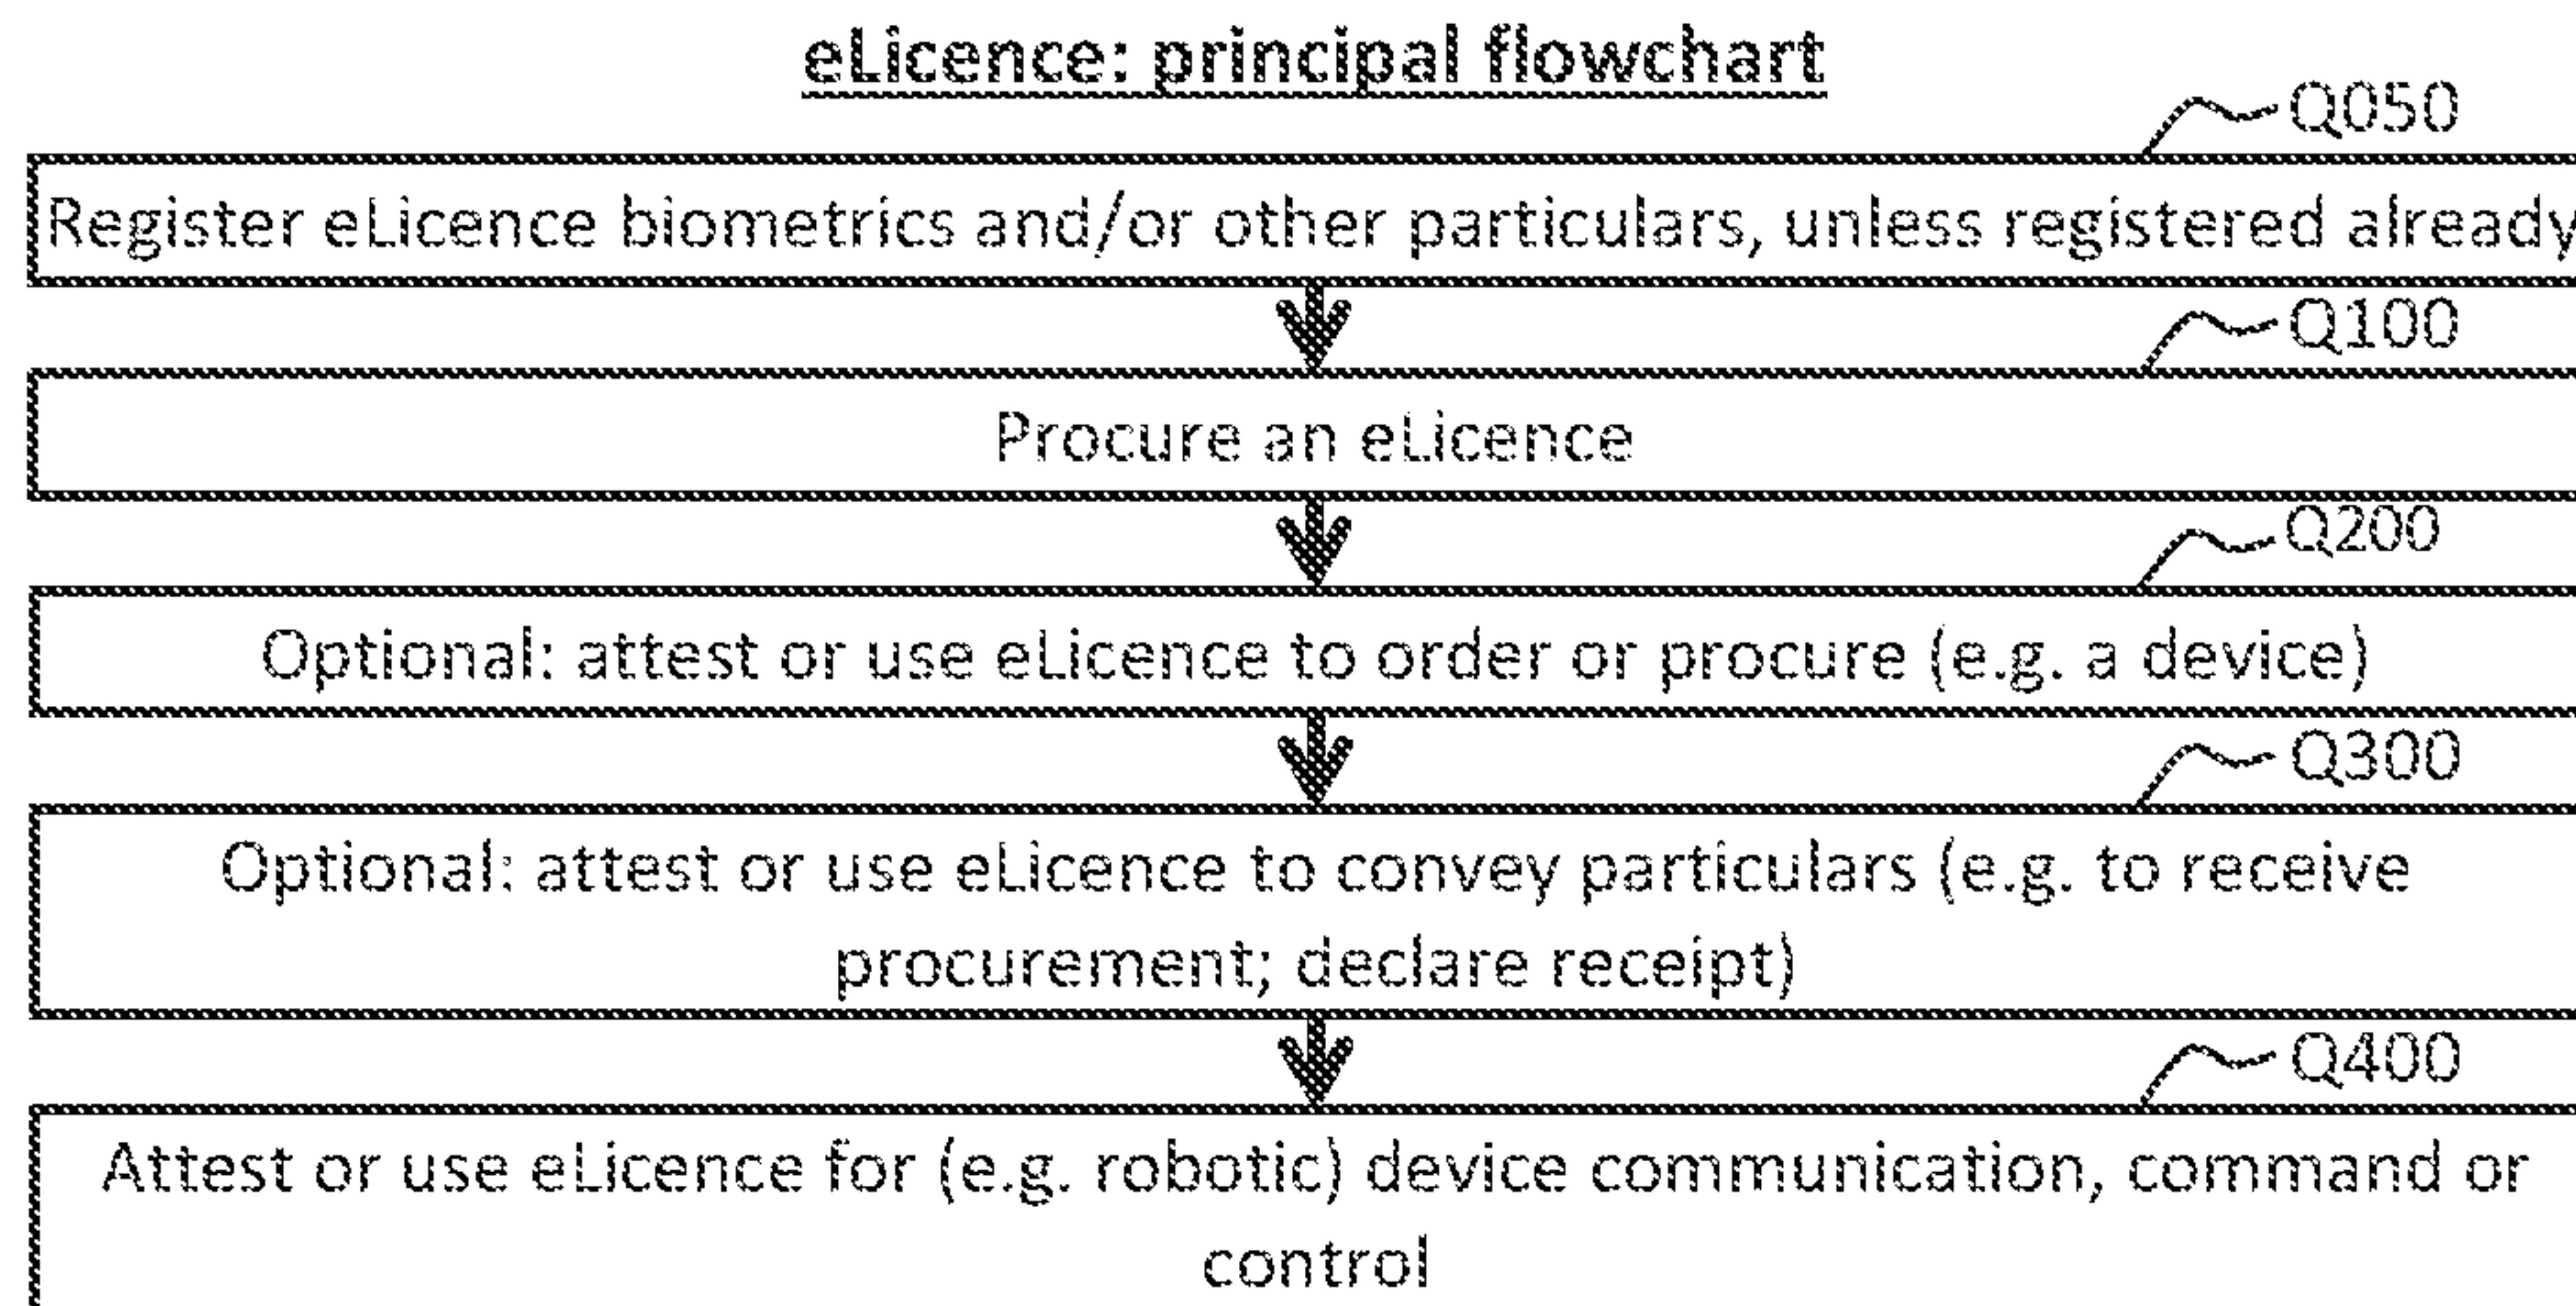 eLicence: principal flowchart
Q050
Register eLicence biometrics and/or other particulars, unless registered already
Q100
Procure an eLicence
Q200
Optional: attest or use eLicence to order or procure (e.g. a device)
Q300
Optional: attest or use eLicence to convey particulars (e.g. to receive
procurement; declare receipt)
Q400
Attest or use eLicence for (e.g. robotic) device communication, command or
control